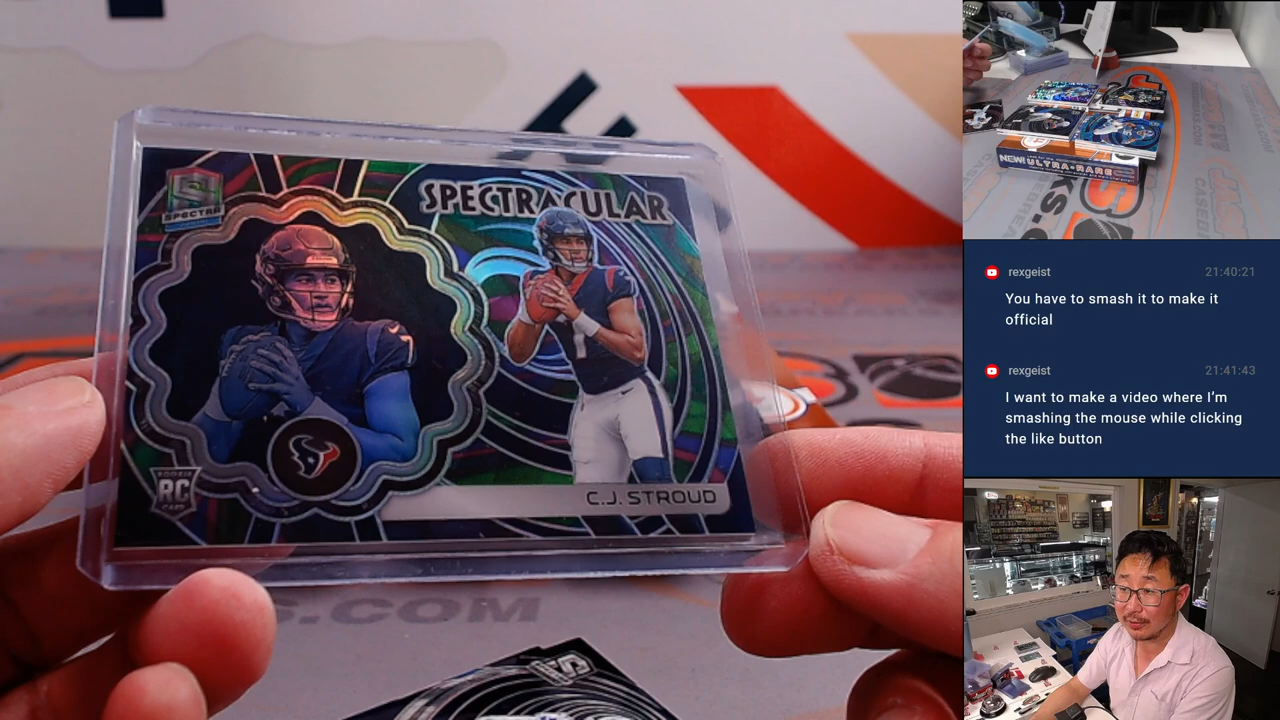 SPECTRA
SPECTRACULAR
7
ROOKIE
RC
CARD
C.J. STROUD
S.COM
NEW! ULTRA-RARE
rexgeist 21:40:21
You have to smash it to make it
official
rexgeist 21:41:43
I want to make a video where I'm
smashing the mouse while clicking
the like button